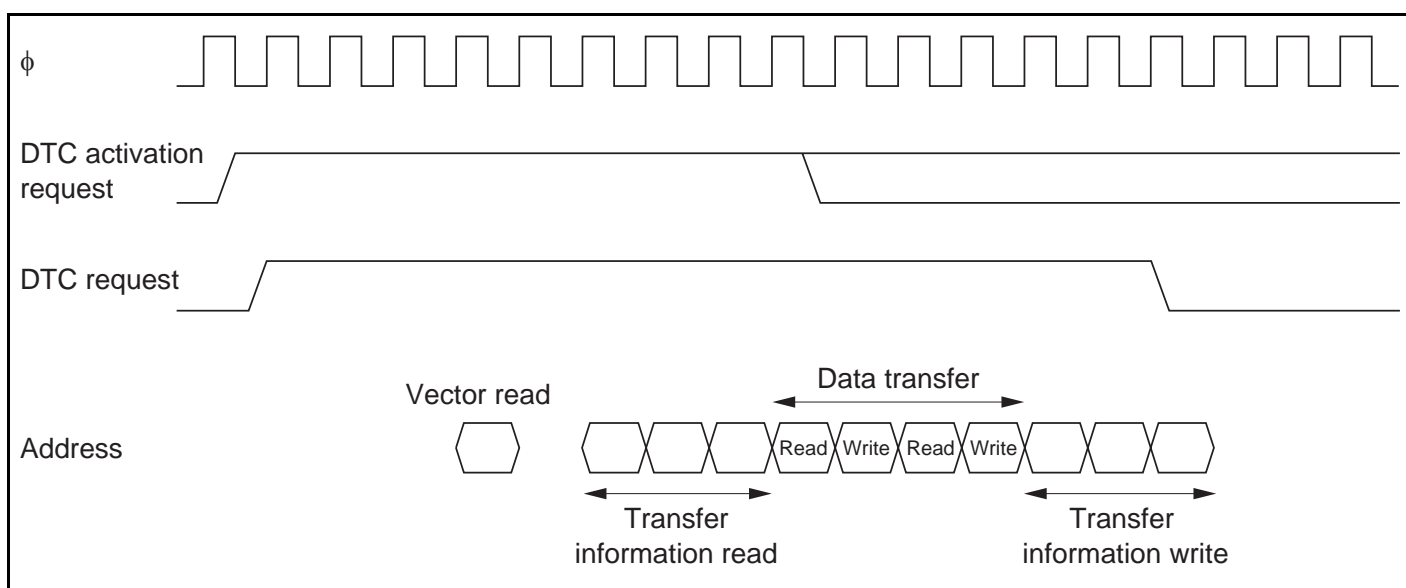 ϕ
DTC activation
request
DTC request
Data transfer
Vector read
Address
Read Write Read Write
Transfer
information read
Transfer
information write